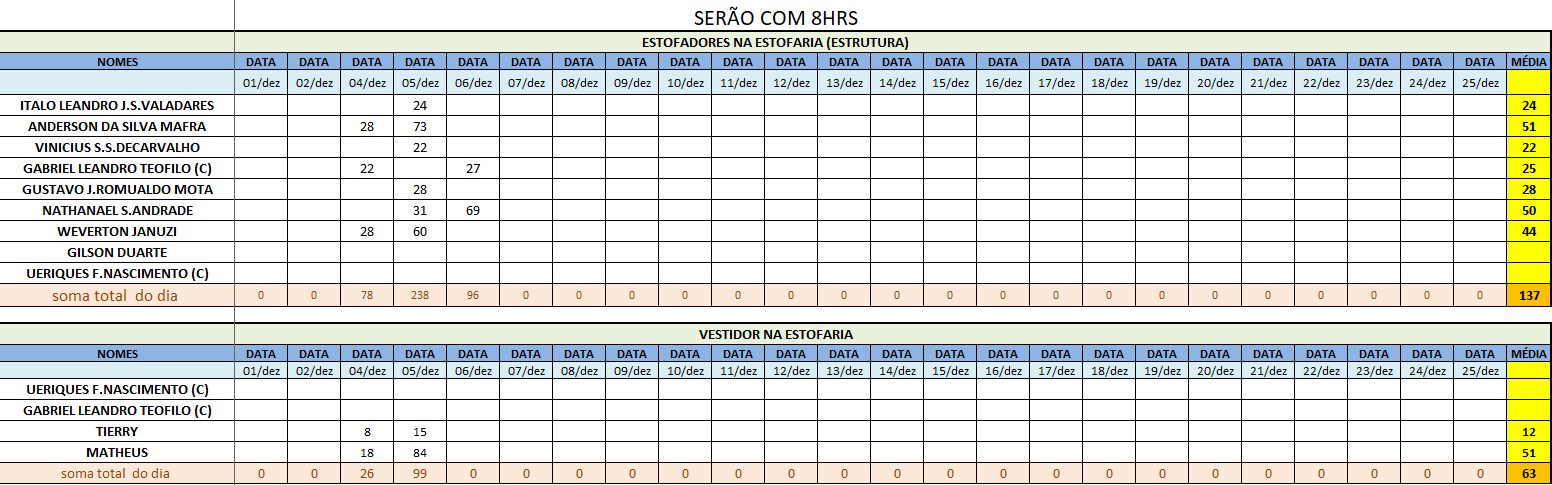 SERÃO COM 8HRS
ESTOFADORES NA ESTOFARIA (ESTRUTURA)
NOMES DATA DATA DATA DATA DATA DATA DATA DATA DATA DATA DATA DATA DATA DATA DATA DATA DATA DATA DATA DATA DATA DATA DATA DATA MÉDIA
01/dez 02/dez 04/dez 05/dez 06/dez 07/dez 08/dez 09/dez 10/dez 11/dez 12/dez 13/dez 14/dez 15/dez 16/dez 17/dez 18/dez 19/dez 20/dez 21/dez 22/dez 23/dez 24/dez 25/dez
ITALO LEANDRO J.S.VALADARES 24 24
ANDERSON DA SILVA MAFRA 28 73 51
VINICIUS S.S.DECARVALHO 22 22
GABRIEL LEANDRO TEOFILO (C) 22 27 25
GUSTAVO J.ROMUALDO MOTA 28 28
NATHANAEL S.ANDRADE 31 69 50
WEVERTON JANUZI 28 60 44
GILSON DUARTE
UERIQUES F.NASCIMENTO (C)
soma total do dia 0 0 78 238 96 0 0 0 0 0 0 0 0 0 0 0 0 0 0 0 0 0 0 0 137
VESTIDOR NA ESTOFARIA
NOMES DATA DATA DATA DATA DATA DATA DATA DATA DATA DATA DATA DATA DATA DATA DATA DATA DATA DATA DATA DATA DATA DATA DATA DATA MÉDIA
01/dez 02/dez 04/dez 05/dez 06/dez 07/dez 08/dez 09/dez 10/dez 11/dez 12/dez 13/dez 14/dez 15/dez 16/dez 17/dez 18/dez 19/dez 20/dez 21/dez 22/dez 23/dez 24/dez 25/dez
UERIQUES F.NASCIMENTO (C)
GABRIEL LEANDRO TEOFILO (C)
TIERRY 8 15 12
MATHEUS 18 84 51
soma total do dia 0 0 26 99 0 0 0 0 0 0 0 0 0 0 0 0 0 0 0 0 0 0 0 0 63